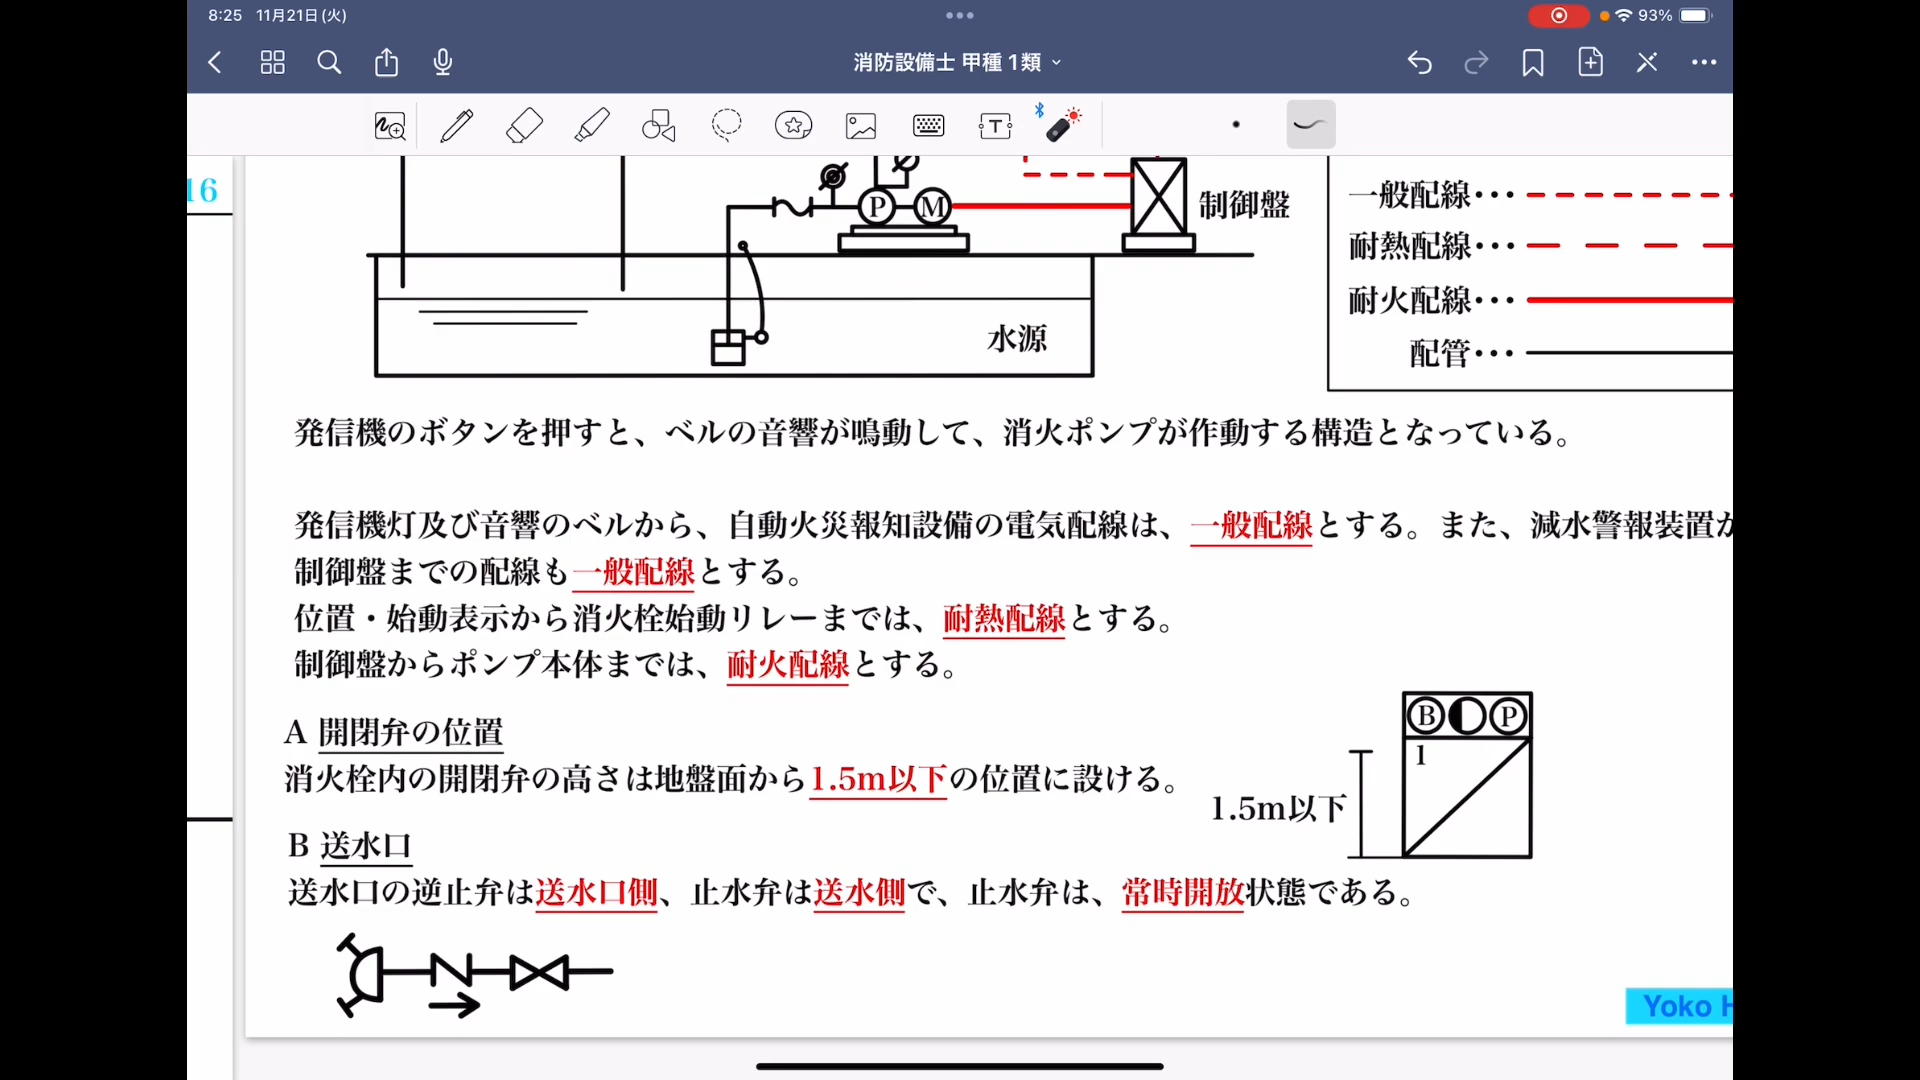 8:25 11月21日(火)
93%
消防設備士 甲種 1類
16
P
M
制御盤
水源
一般配線・・・
耐熱配線・・・
耐火配線・・・
配管・・・
発信機のボタンを押すと、ベルの音響が鳴動して、消火ポンプが作動する構造となっている。
発信機灯及び音響のベルから、自動火災報知設備の電気配線は、一般配線とする。また、減水警報装置か
制御盤までの配線も一般配線とする。
位置・始動表示から消火栓始動リレーまでは、耐熱配線とする。
制御盤からポンプ本体までは、耐火配線とする。
A 開閉弁の位置
消火栓内の開閉弁の高さは地盤面から1.5m以下の位置に設ける。
B P
1
1.5m以下
B 送水口
送水口の逆止弁は送水口側、止水弁は送水側で、止水弁は、常時開放状態である。
Yoko H